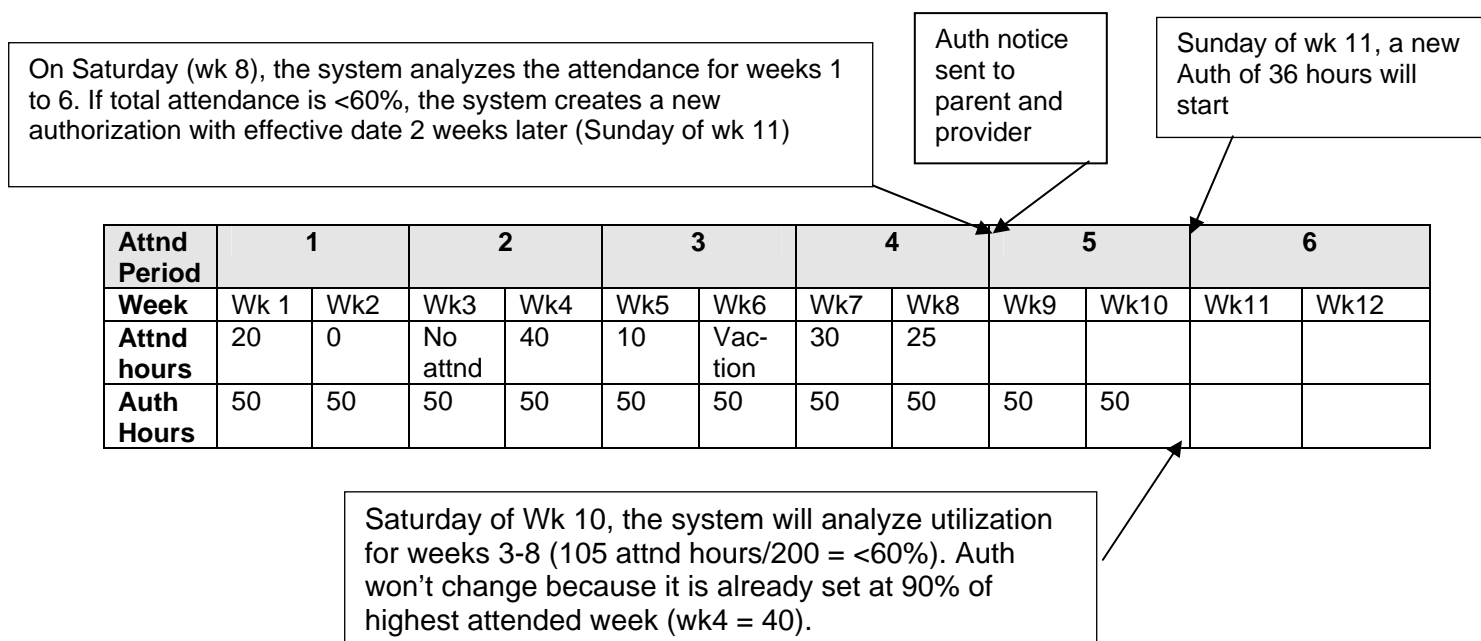 On Saturday (wk 8), the system analyzes the attendance for weeks 1
to 6. If total attendance is <60%, the system creates a new
authorization with effective date 2 weeks later (Sunday of wk 11)
Auth notice
sent to
parent and
provider
Sunday of wk 11, a new
Auth of 36 hours will
start
Attnd Period 1 2 3 4 5 6
Week Wk 1 Wk2 Wk3 Wk4 Wk5 Wk6 Wk7 Wk8 Wk9 Wk10 Wk11 Wk12
Attnd hours 20 0 No attnd 40 10 Vac-tion 30 25
Auth Hours 50 50 50 50 50 50 50 50 50 50
Saturday of Wk 10, the system will analyze utilization
for weeks 3-8 (105 attnd hours/200 = <60%). Auth
won’t change because it is already set at 90% of
highest attended week (wk4 = 40).